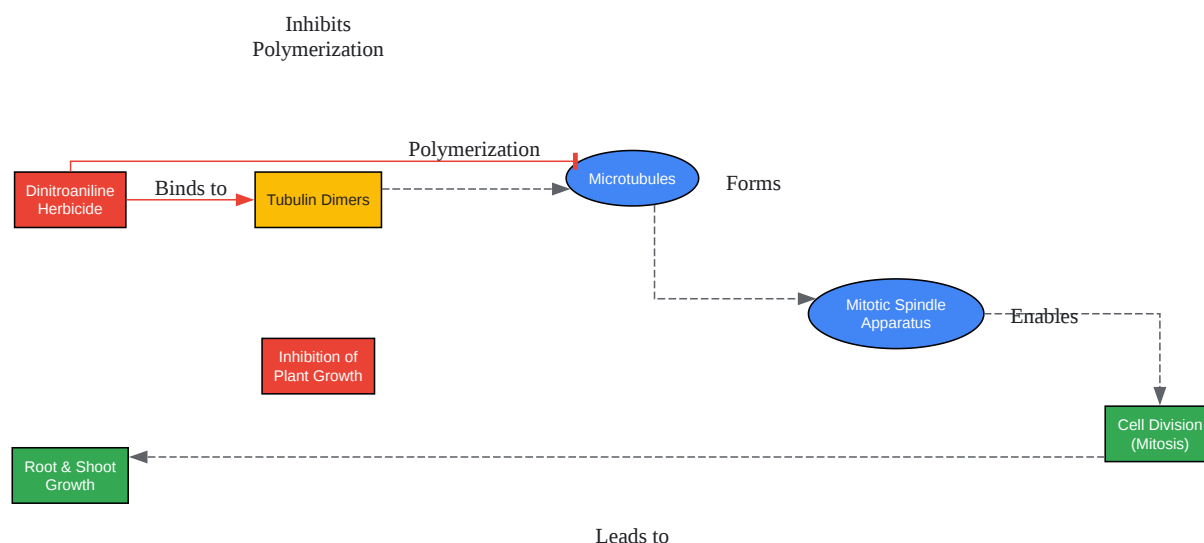 Inhibits
Polymerization
Polymerization
Dinitroaniline
Herbicide
Binds to
Tubulin Dimers
Microtubules
Forms
Mitotic Spindle
Apparatus
Enables
Inhibition of
Plant Growth
Cell Division
(Mitosis)
Root & Shoot
Growth
Leads to